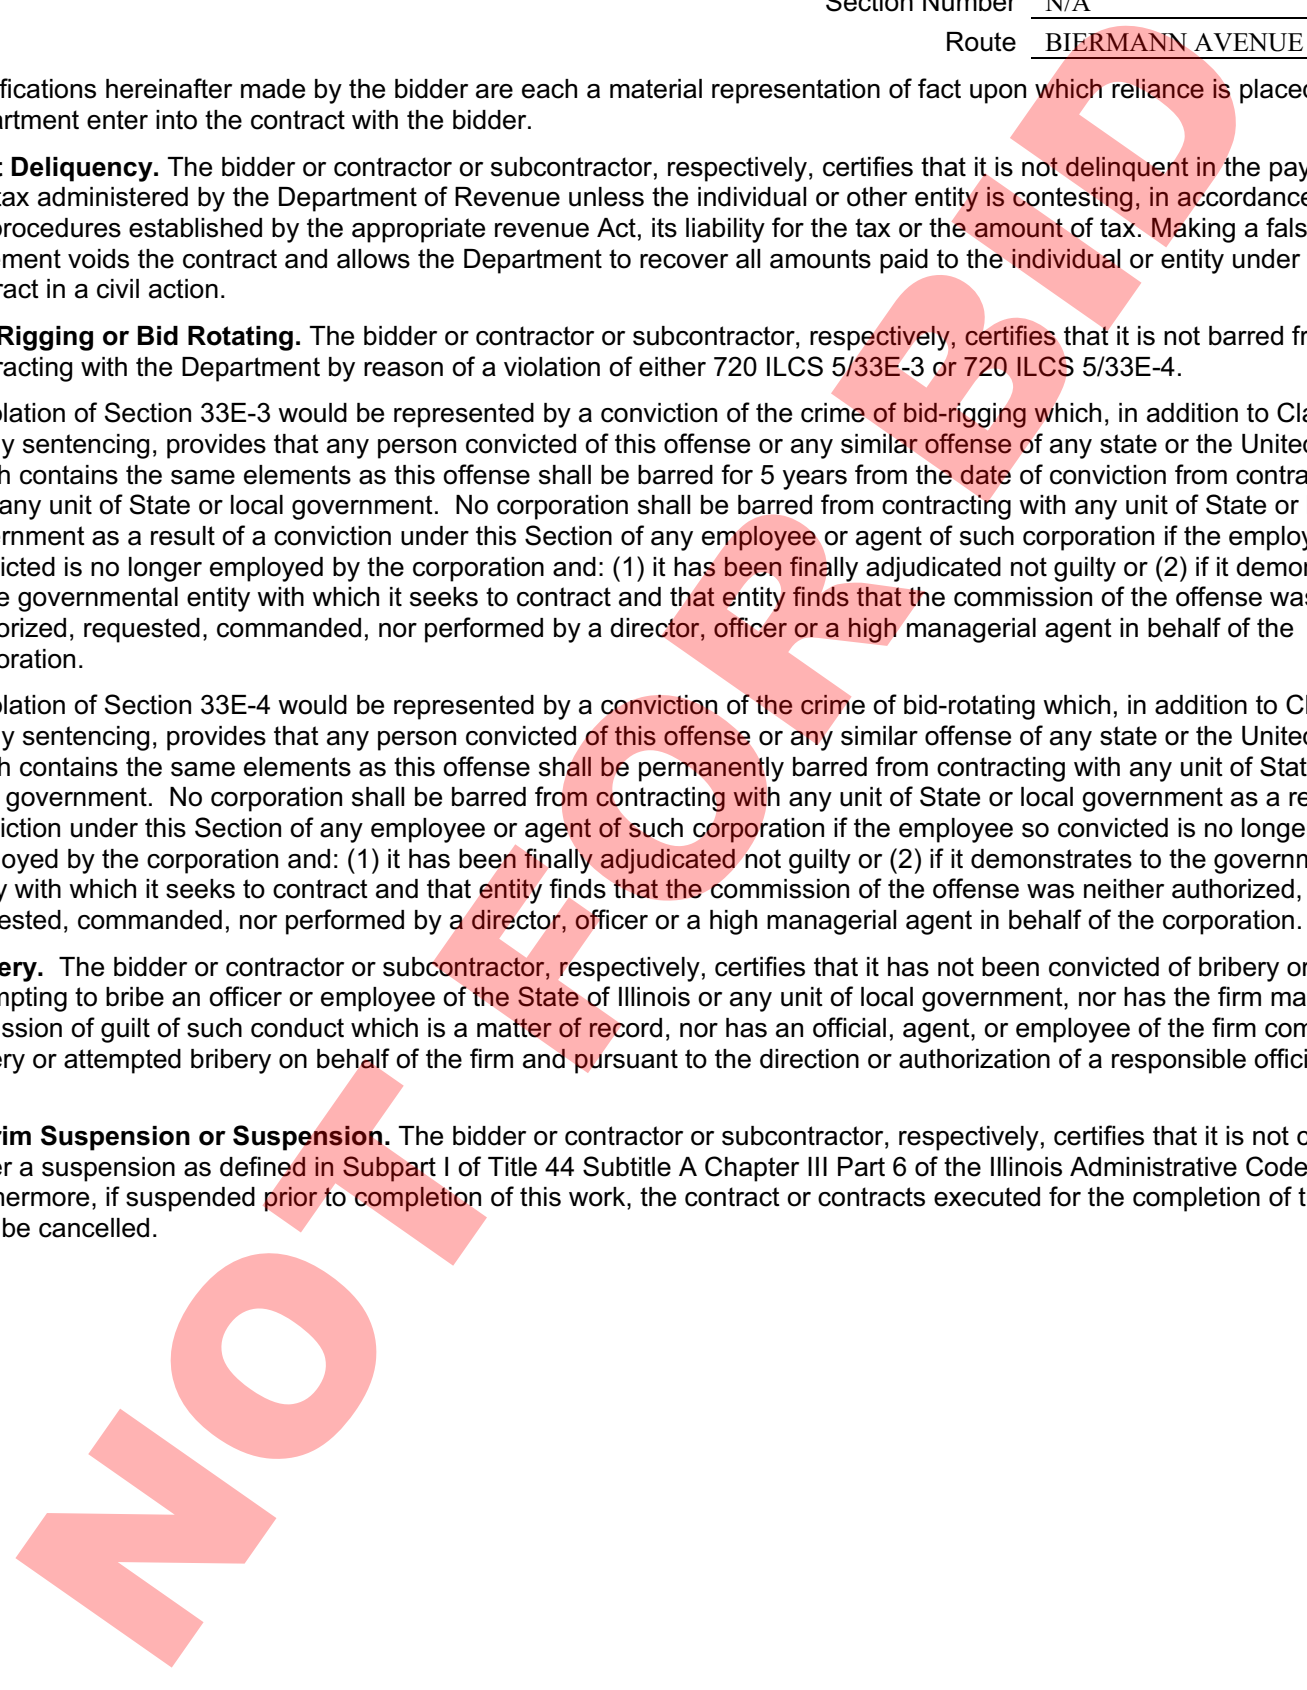 Section Number N/A
Route BIERMANN AVENUE
fications hereinafter made by the bidder are each a material representation of fact upon which reliance is placed
artment enter into the contract with the bidder.
t Deliquency. The bidder or contractor or subcontractor, respectively, certifies that it is not delinquent in the pay
tax administered by the Department of Revenue unless the individual or other entity is contesting, in accordance
procedures established by the appropriate revenue Act, its liability for the tax or the amount of tax. Making a fals
ement voids the contract and allows the Department to recover all amounts paid to the individual or entity under
ract in a civil action.
Rigging or Bid Rotating. The bidder or contractor or subcontractor, respectively, certifies that it is not barred fr
racting with the Department by reason of a violation of either 720 ILCS 5/33E-3 or 720 ILCS 5/33E-4.
olation of Section 33E-3 would be represented by a conviction of the crime of bid-rigging which, in addition to Cla
y sentencing, provides that any person convicted of this offense or any similar offense of any state or the United
h contains the same elements as this offense shall be barred for 5 years from the date of conviction from contra
any unit of State or local government. No corporation shall be barred from contracting with any unit of State or
ernment as a result of a conviction under this Section of any employee or agent of such corporation if the employ
icted is no longer employed by the corporation and: (1) it has been finally adjudicated not guilty or (2) if it demon
e governmental entity with which it seeks to contract and that entity finds that the commission of the offense was
orized, requested, commanded, nor performed by a director, officer or a high managerial agent in behalf of the
oration.
olation of Section 33E-4 would be represented by a conviction of the crime of bid-rotating which, in addition to Cl
y sentencing, provides that any person convicted of this offense or any similar offense of any state or the United
h contains the same elements as this offense shall be permanently barred from contracting with any unit of Stat
government. No corporation shall be barred from contracting with any unit of State or local government as a re
iction under this Section of any employee or agent of such corporation if the employee so convicted is no longe
oyed by the corporation and: (1) it has been finally adjudicated not guilty or (2) if it demonstrates to the governm
y with which it seeks to contract and that entity finds that the commission of the offense was neither authorized,
ested, commanded, nor performed by a director, officer or a high managerial agent in behalf of the corporation.
ery. The bidder or contractor or subcontractor, respectively, certifies that it has not been convicted of bribery or
mpting to bribe an officer or employee of the State of Illinois or any unit of local government, nor has the firm ma
ission of guilt of such conduct which is a matter of record, nor has an official, agent, or employee of the firm com
ery or attempted bribery on behalf of the firm and pursuant to the direction or authorization of a responsible offici
rim Suspension or Suspension. The bidder or contractor or subcontractor, respectively, certifies that it is not c
er a suspension as defined in Subpart I of Title 44 Subtitle A Chapter III Part 6 of the Illinois Administrative Code
hermore, if suspended prior to completion of this work, the contract or contracts executed for the completion of t
be cancelled.
NOT FOR BID